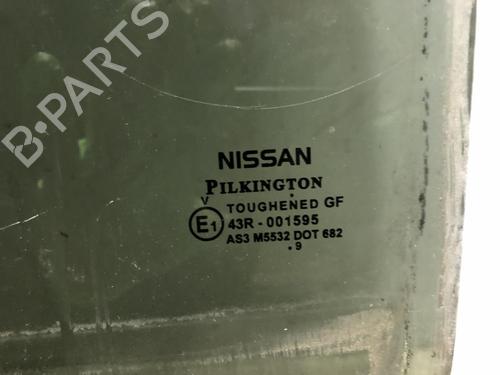 B-PARTS
NISSAN
PILKINGTON
V TOUGHENED GF
E1 43R - 001595
AS3 M5532 DOT 682
.9